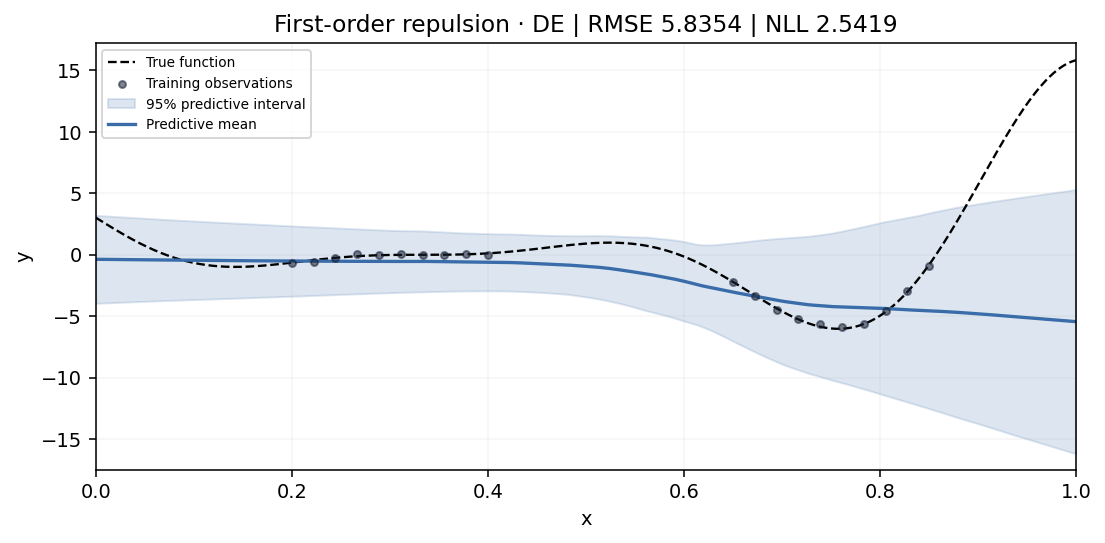 First-order repulsion · DE | RMSE 5.8354 | NLL 2.5419
True function
Training observations
95% predictive interval
Predictive mean
15
10
5
0
−5
−10
−15
y
0.0 0.2 0.4 0.6 0.8 1.0
x